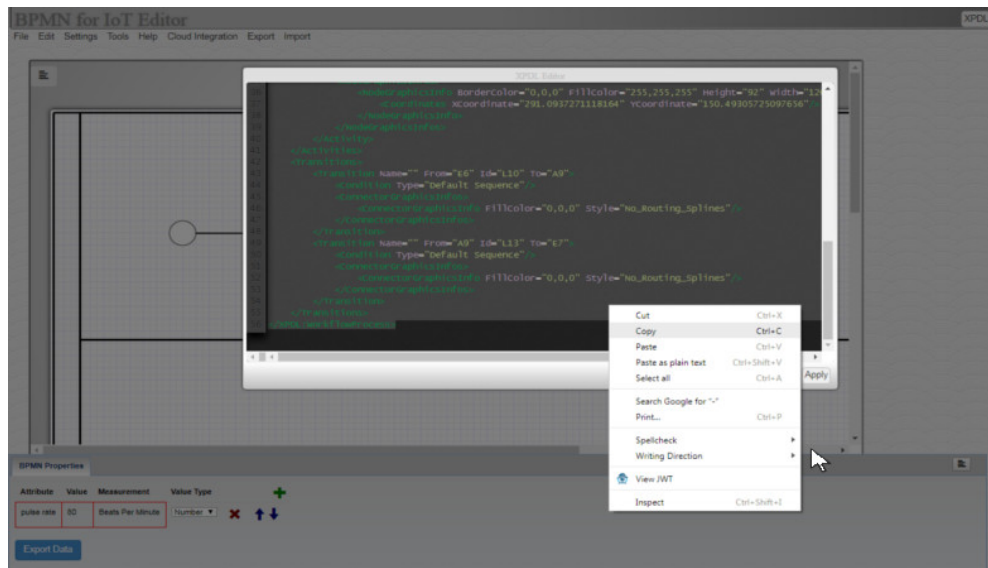 BPMN for IoT Editor
XPDL
File Edit Settings Tools Help Cloud Integration Export Import
XPDL Editor
<NodeGraphicsInfo BorderColor="0,0,0" FillColor="255,255,255" Height="92" Width="12
<Coordinates XCoordinate="291.0937271118164" YCoordinate="150.49305725097656"/>
</NodeGraphicsInfo>
</NodeGraphicsInfos>
</Activity>
</Activities>
<Transitions>
<Transition Name="" From="E6" Id="L10" To="A9">
<Condition Type="Default Sequence"/>
<ConnectorGraphicsInfos>
<ConnectorGraphicsInfo FillColor="0,0,0" Style="No_Routing_Splines"/>
</ConnectorGraphicsInfos>
</Transition>
<Transition Name="" From="A9" Id="L13" To="E7">
<Condition Type="Default Sequence"/>
<ConnectorGraphicsInfos>
<ConnectorGraphicsInfo FillColor="0,0,0" Style="No_Routing_Splines"/>
</ConnectorGraphicsInfos>
</Transition>
</Transitions>
</XPDL:WorkflowProcess>
Cut Ctrl+X
Copy Ctrl+C
Paste Ctrl+V
Paste as plain text Ctrl+Shift+V
Select all Ctrl+A
Apply
Search Google for "-"
Print... Ctrl+P
Spellcheck
Writing Direction
View JWT
Inspect Ctrl+Shift+I
BPMN Properties
Attribute Value Measurement Value Type
pulse rate 80 Beats Per Minute Number
Export Data